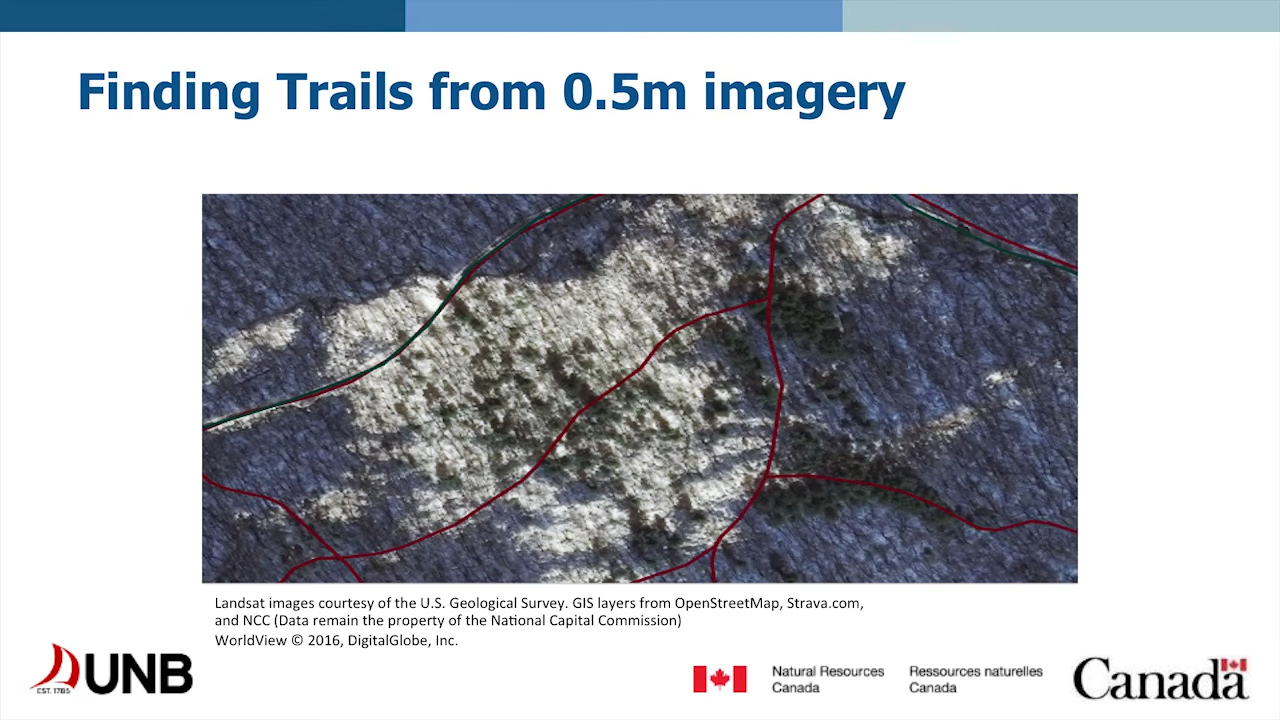 Finding Trails from 0.5m imagery
Landsat images courtesy of the U.S. Geological Survey. GIS layers from OpenStreetMap, Strava.com,
and NCC (Data remain the property of the National Capital Commission)
WorldView © 2016, DigitalGlobe, Inc.
EST. 1785
UNB
Natural Resources
Canada
Ressources naturelles
Canada
Canada